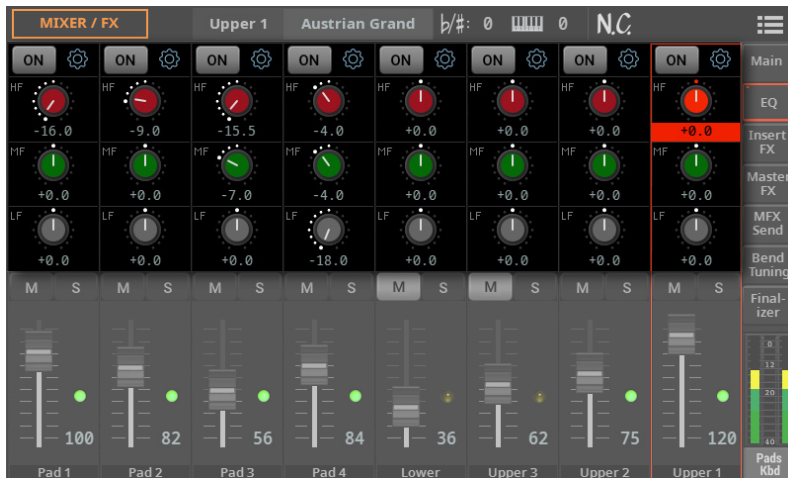 MIXER / FX Upper 1 Austrian Grand b/#: 0 0 N.C.
ON ON ON ON ON ON ON ON Main
HF HF HF HF HF HF HF HF EQ
-16.0 -9.0 -15.5 -4.0 +0.0 +0.0 +0.0 +0.0
Insert
FX
MF MF MF MF MF MF MF MF
+0.0 +0.0 -7.0 -4.0 +0.0 +0.0 +0.0 +0.0
Master
FX
LF LF LF LF LF LF LF LF
+0.0 +0.0 +0.0 -18.0 +0.0 +0.0 +0.0 +0.0
MFX
Send
Bend
Tuning
M S M S M S M S M S M S M S M S
Final-
izer
0
12
20
40
100 82 56 84 36 62 75 120
Pad 1 Pad 2 Pad 3 Pad 4 Lower Upper 3 Upper 2 Upper 1
Pads
Kbd